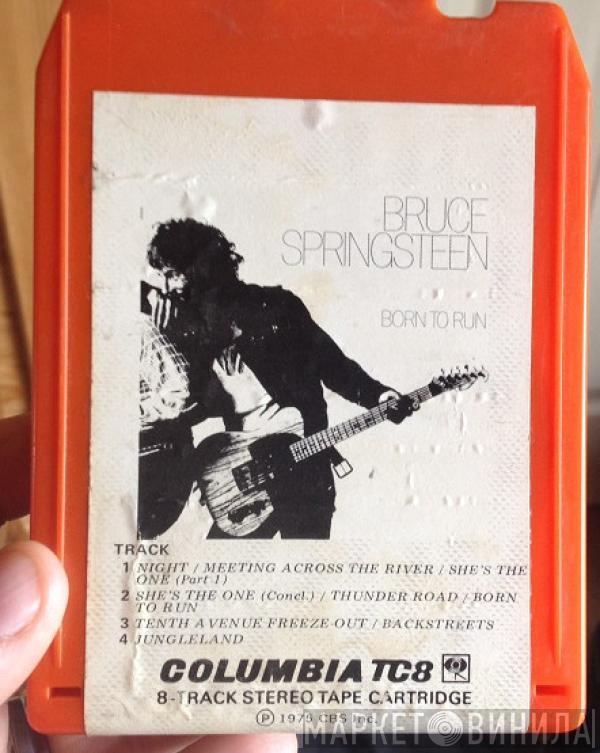 BRUCE
SPRINGSTEEN
BORN TO RUN
TRACK
1 NIGHT / MEETING ACROSS THE RIVER / SHE'S THE
ONE (Part 1)
2 SHE'S THE ONE (Concl.) / THUNDER ROAD / BORN
TO RUN
3 TENTH AVENUE FREEZE-OUT / BACKSTREETS
4 JUNGLELAND
COLUMBIA TC8
8-TRACK STEREO TAPE CARTRIDGE
Ⓟ 1975 CBS Inc.
МАРКЕТ ВИНИЛА